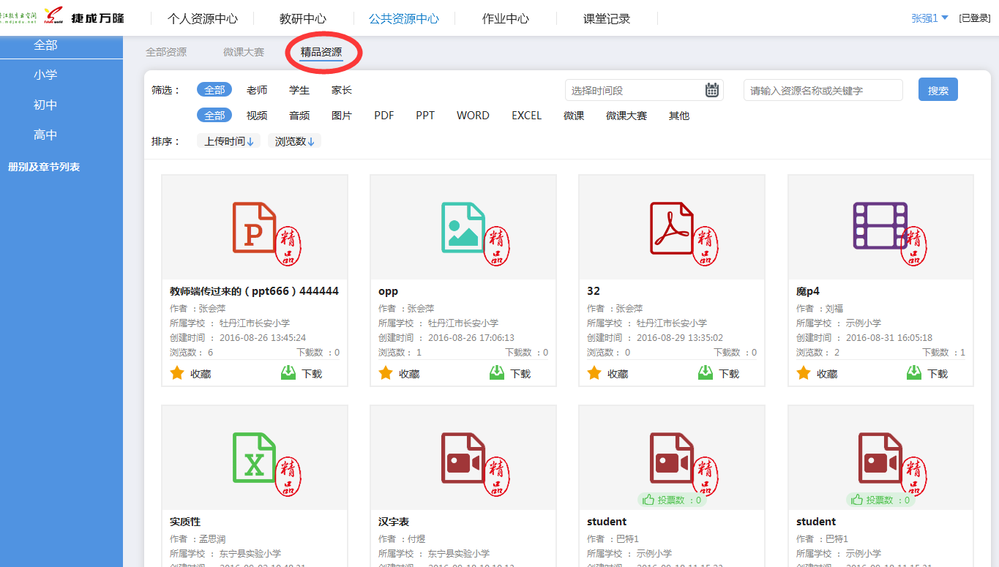 捷成万隆 个人资源中心 教研中心 公共资源中心 作业中心 课堂记录 张强1 [已登录]
全部
小学
初中
高中
册别及章节列表
全部资源 微课大赛 精品资源
筛选： 全部 老师 学生 家长 选择时间段 请输入资源名称或关键字 搜索
全部 视频 音频 图片 PDF PPT WORD EXCEL 微课 微课大赛 其他
排序： 上传时间↓ 浏览数↓
P 精品
教师端传过来的（ppt666）444444
作者 ：张会萍
所属学校 ： 牡丹江市长安小学
创建时间 ： 2016-08-26 13:45:24
浏览数： 6 下载数 ：0
收藏 下载
精品
opp
作者 ：张会萍
所属学校 ： 牡丹江市长安小学
创建时间 ： 2016-08-26 17:06:13
浏览数： 1 下载数 ：0
收藏 下载
精品
32
作者 ：张会萍
所属学校 ： 牡丹江市长安小学
创建时间 ： 2016-08-29 13:35:02
浏览数： 0 下载数 ：0
收藏 下载
精品
魔p4
作者 ：刘福
所属学校 ： 示例小学
创建时间 ： 2016-08-31 16:05:18
浏览数： 2 下载数 ：1
收藏 下载
X 精品
实质性
作者 ：孟思润
所属学校 ： 东宁县实验小学
精品
汉字表
作者 ：付煜
所属学校 ： 东宁县实验小学
精品
投票数 ：0
student
作者 ：巴特1
所属学校 ： 示例小学
精品
投票数 ：0
student
作者 ：巴特1
所属学校 ： 示例小学